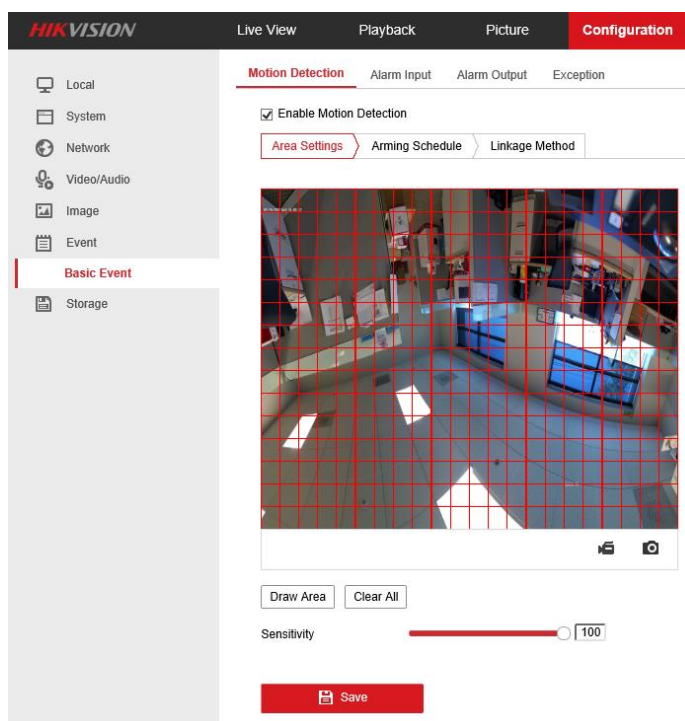 HIKVISION
Live View Playback Picture Configuration
Local
System
Network
Video/Audio
Image
Event
Basic Event
Storage
Motion Detection Alarm Input Alarm Output Exception
Enable Motion Detection
Area Settings Arming Schedule Linkage Method
Draw Area Clear All
Sensitivity 100
Save